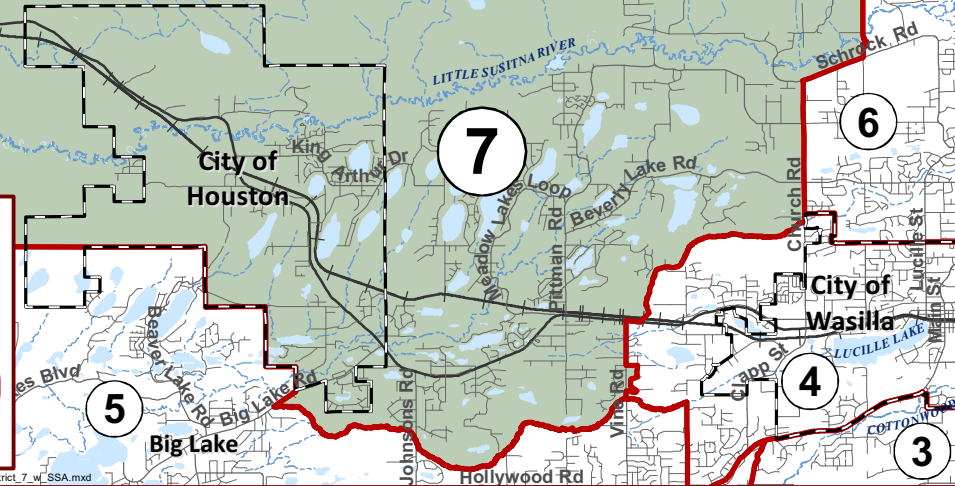 Schrock Rd
LITTLE SUSITNA RIVER
6
7
King
Arthur Dr
City of
Houston
Meadow Lakes Loop
Beverly Lake Rd
Pittman Rd
Church Rd
Lucille St
Main St
City of
Wasilla
LUCILLE LAKE
Clapp St
4
Beaver Lake Rd
Big Lake Rd
es Blvd
5
Big Lake
Johnsons Rd
Vine Rd
Hollywood Rd
COTTONWOOD
3
trict_7_w_SSA.mxd